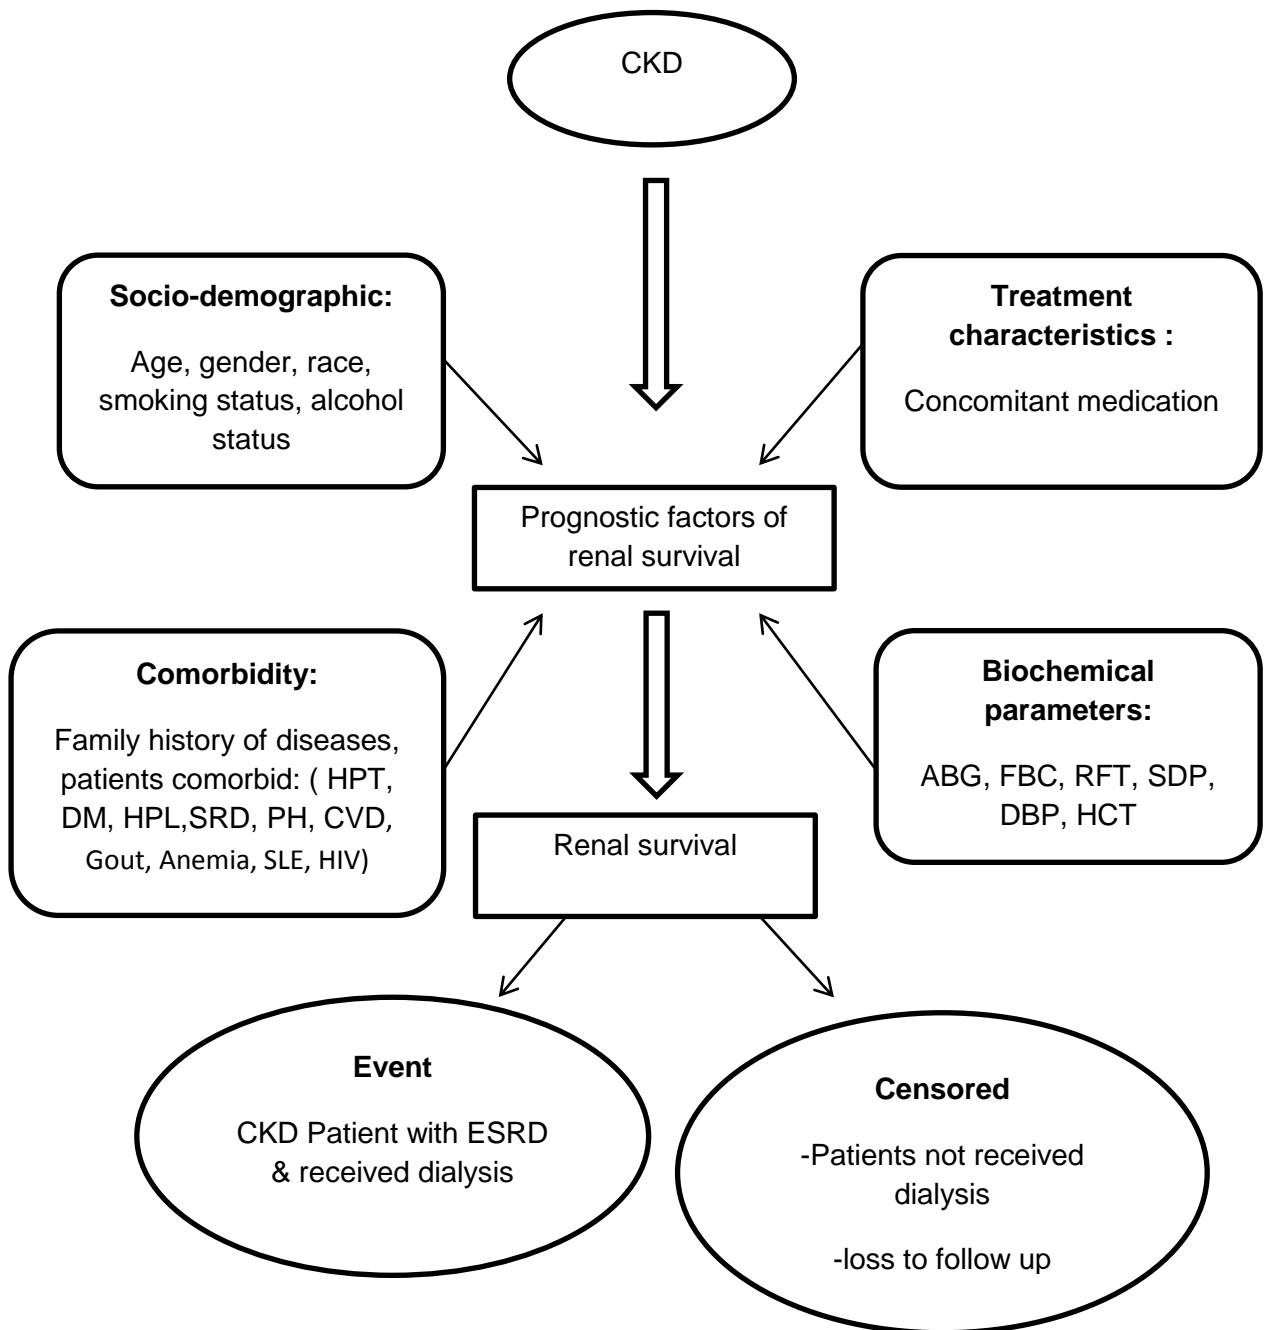 CKD
Socio-demographic:
Age, gender, race,
smoking status, alcohol
status
Treatment
characteristics :
Concomitant medication
Prognostic factors of
renal survival
Comorbidity:
Family history of diseases,
patients comorbid: ( HPT,
DM, HPL,SRD, PH, CVD,
Gout, Anemia, SLE, HIV)
Biochemical
parameters:
ABG, FBC, RFT, SDP,
DBP, HCT
Renal survival
Event
CKD Patient with ESRD
& received dialysis
Censored
-Patients not received
dialysis
-loss to follow up